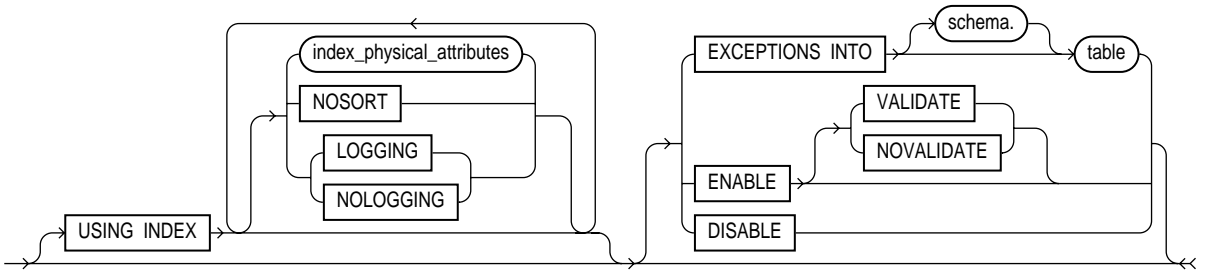 schema.
index_physical_attributes
EXCEPTIONS INTO
table
NOSORT
VALIDATE
LOGGING
NOVALIDATE
NOLOGGING
ENABLE
USING INDEX
DISABLE